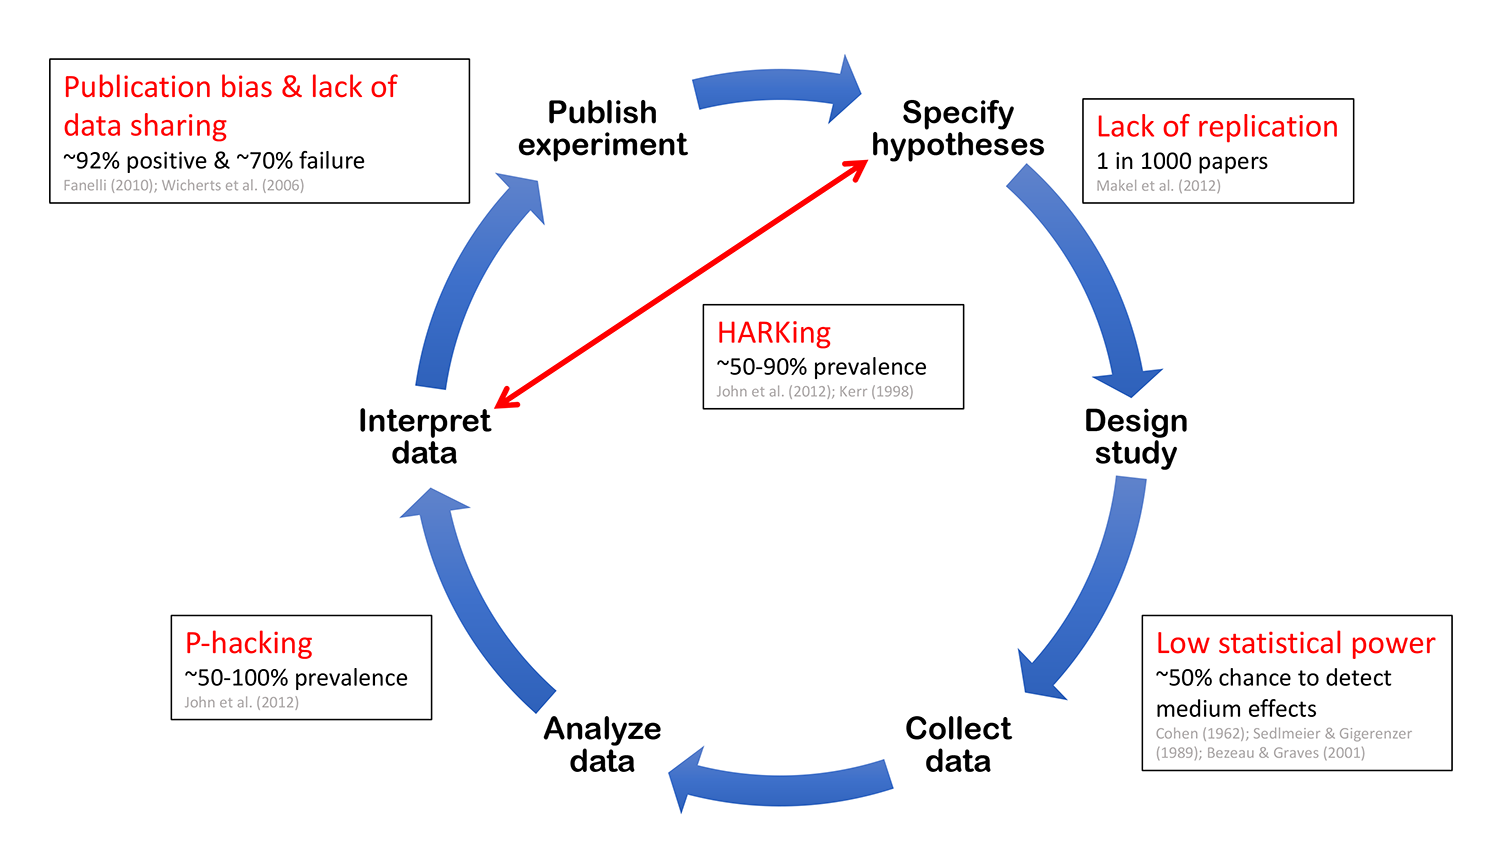 Publication bias & lack of
data sharing
~92% positive & ~70% failure
Fanelli (2010); Wicherts et al. (2006)
Publish
experiment
Specify
hypotheses
Lack of replication
1 in 1000 papers
Makel et al. (2012)
HARKing
~50-90% prevalence
John et al. (2012); Kerr (1998)
Interpret
data
Design
study
P-hacking
~50-100% prevalence
John et al. (2012)
Low statistical power
~50% chance to detect
medium effects
Cohen (1962); Sedlmeier & Gigerenzer
(1989); Bezeau & Graves (2001)
Analyze
data
Collect
data